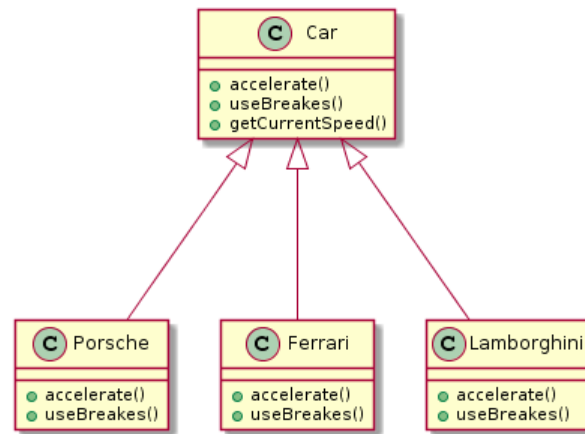 C Car
accelerate()
useBreakes()
getCurrentSpeed()
C Porsche
accelerate()
useBreakes()
C Ferrari
accelerate()
useBreakes()
C Lamborghini
accelerate()
useBreakes()